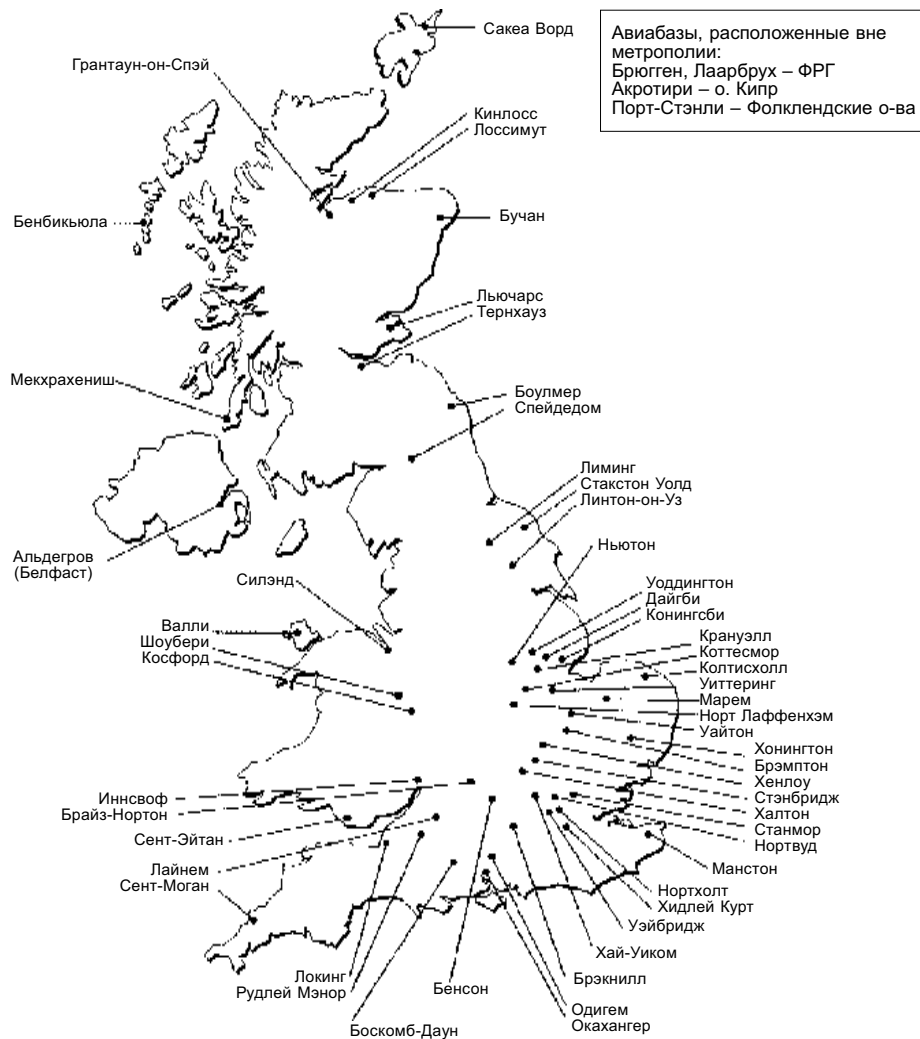 Сакеа Ворд
Авиабазы, расположенные вне
метрополии:
Брюгген, Лаарбрух – ФРГ
Акротири – о. Кипр
Порт-Стэнли – Фолклендские о-ва
Грантаун-он-Спэй
Кинлосс
Лоссимут
Бенбикьюла
Бучан
Льючарс
Тернхауз
Мекхрахениш
Боулмер
Спейдедом
Лиминг
Стакстон Уолд
Линтон-он-Уз
Ньютон
Альдегров
(Белфаст)
Силэнд
Уоддингтон
Дайгби
Конингсби
Валли
Шоубери
Косфорд
Крануэлл
Коттесмор
Колтисхолл
Уиттеринг
Марем
Норт Лаффенхэм
Уайтон
Хонингтон
Брэмптон
Хенлоу
Стэнбридж
Халтон
Станмор
Нортвуд
Иннсвоф
Брайз-Нортон
Сент-Эйтан
Лайнем
Сент-Моган
Манстон
Нортхолт
Хидлей Курт
Уэйбридж
Хай-Уиком
Брэкнилл
Локинг
Рудлей Мэнор
Бенсон
Одигем
Окахангер
Боскомб-Даун